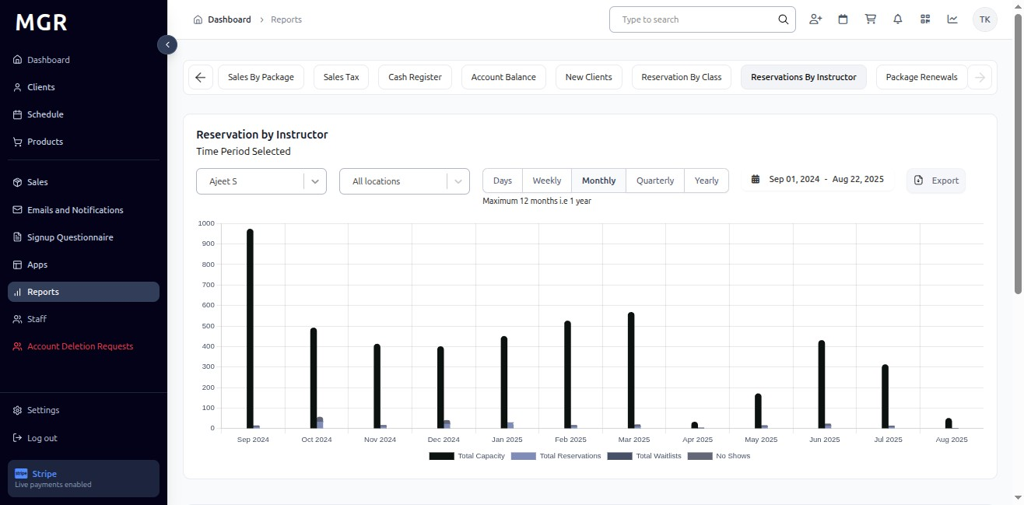 MGR
Dashboard
Clients
Schedule
Products
Sales
Emails and Notifications
Signup Questionnaire
Apps
Reports
Staff
Account Deletion Requests
Settings
Log out
Stripe
Live payments enabled
Dashboard > Reports
Type to search
TK
Sales By Package
Sales Tax
Cash Register
Account Balance
New Clients
Reservation By Class
Reservations By Instructor
Package Renewals
Reservation by Instructor
Time Period Selected
Ajeet S
All locations
Days
Weekly
Monthly
Quarterly
Yearly
Maximum 12 months i.e 1 year
Sep 01, 2024 - Aug 22, 2025
Export
1000
900
800
700
600
500
400
300
200
100
0
Sep 2024 Oct 2024 Nov 2024 Dec 2024 Jan 2025 Feb 2025 Mar 2025 Apr 2025 May 2025 Jun 2025 Jul 2025 Aug 2025
Total Capacity Total Reservations Total Waitlists No Shows